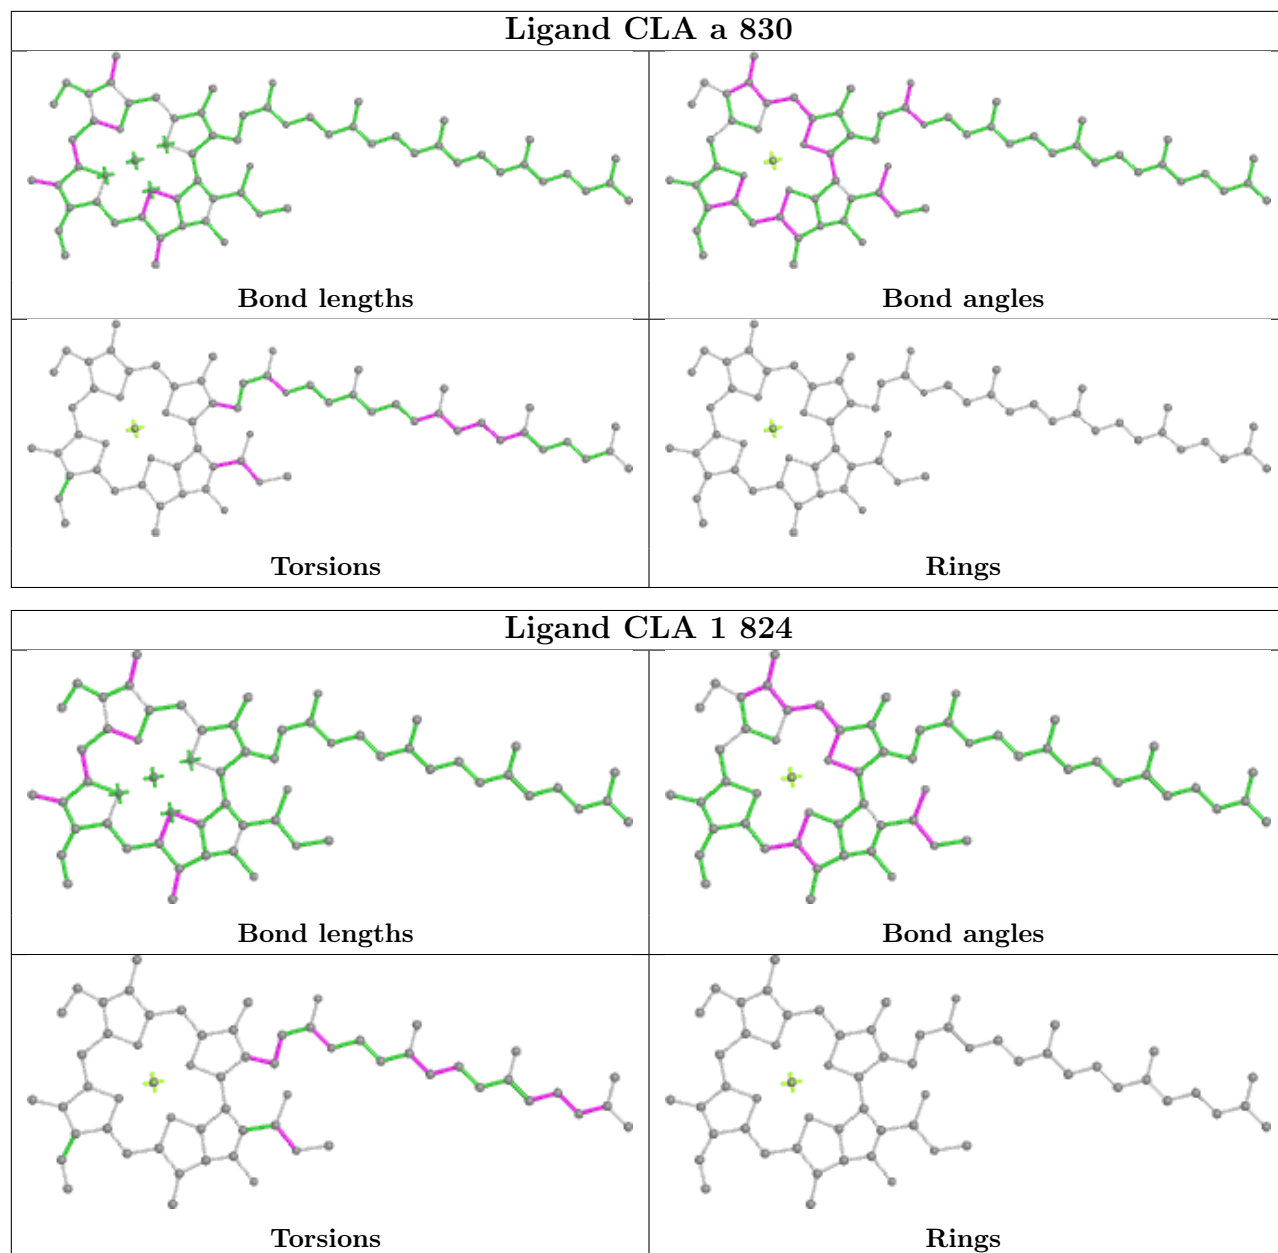 Ligand CLA a 830
Bond lengths
Bond angles
Torsions
Rings
Ligand CLA 1 824
Bond lengths
Bond angles
Torsions
Rings